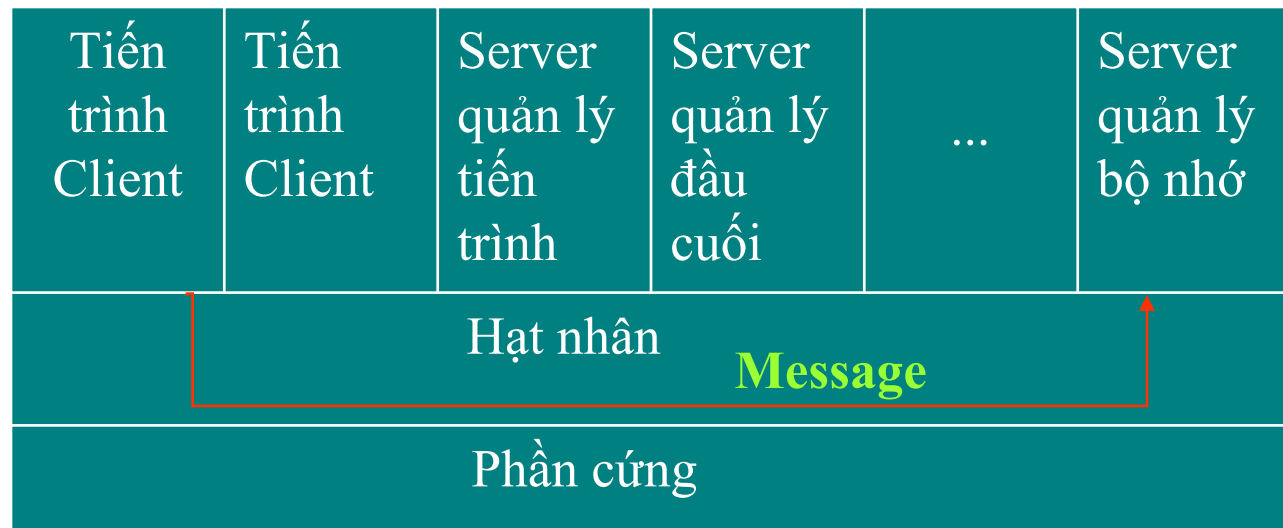 Tiến
trình
Client
Tiến
trình
Client
Server
quản lý
tiến
trình
Server
quản lý
đầu
cuối
...
Server
quản lý
bộ nhớ
Hạt nhân
Message
Phần cứng